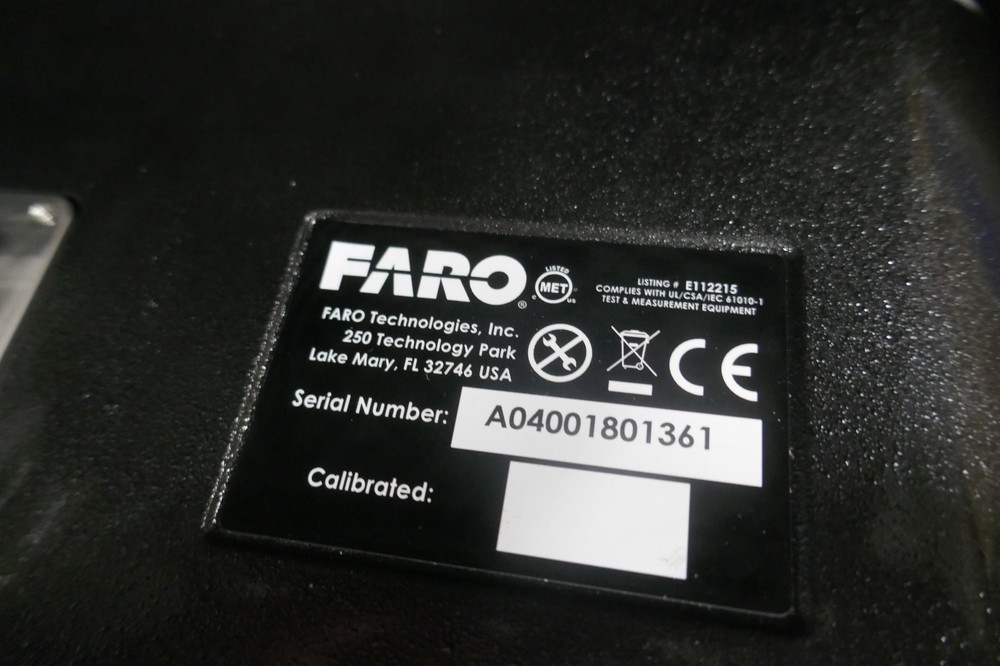 FARO®
LISTED
MET
C US
LISTING # E112215
COMPLIES WITH UL/CSA/IEC 61010-1
TEST & MEASUREMENT EQUIPMENT
FARO Technologies, Inc.
250 Technology Park
Lake Mary, FL 32746 USA
CE
Serial Number: A04001801361
Calibrated: